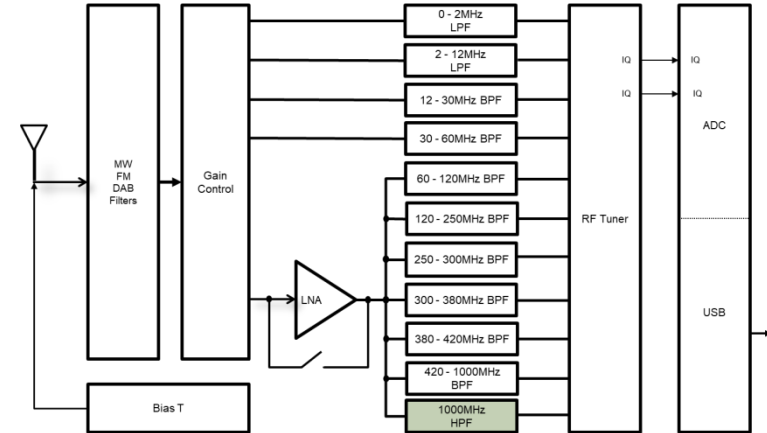 MW
FM
DAB
Filters
Gain
Control
Bias T
LNA
0 - 2MHz
LPF
2 - 12MHz
LPF
12 - 30MHz BPF
30 - 60MHz BPF
60 - 120MHz BPF
120 - 250MHz BPF
250 - 300MHz BPF
300 - 380MHz BPF
380 - 420MHz BPF
420 - 1000MHz
BPF
1000MHz
HPF
RF Tuner
IQ
IQ
IQ
IQ
ADC
USB